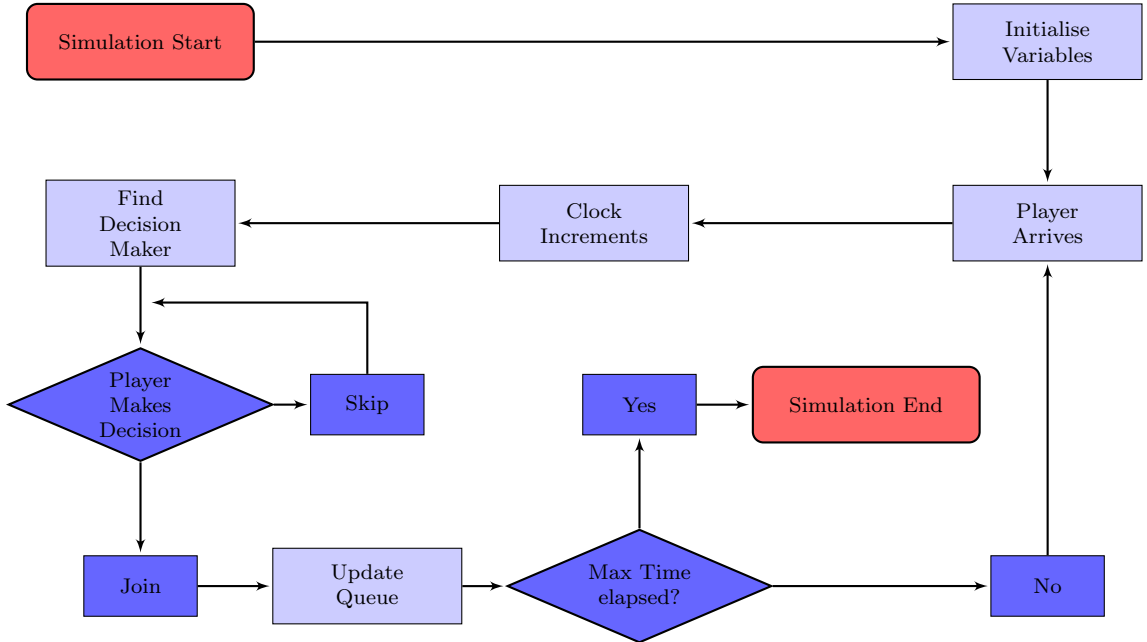 Simulation Start
Initialise
Variables
Find
Decision
Maker
Clock
Increments
Player
Arrives
Player
Makes
Decision
Skip
Yes
Simulation End
Join
Update
Queue
Max Time
elapsed?
No